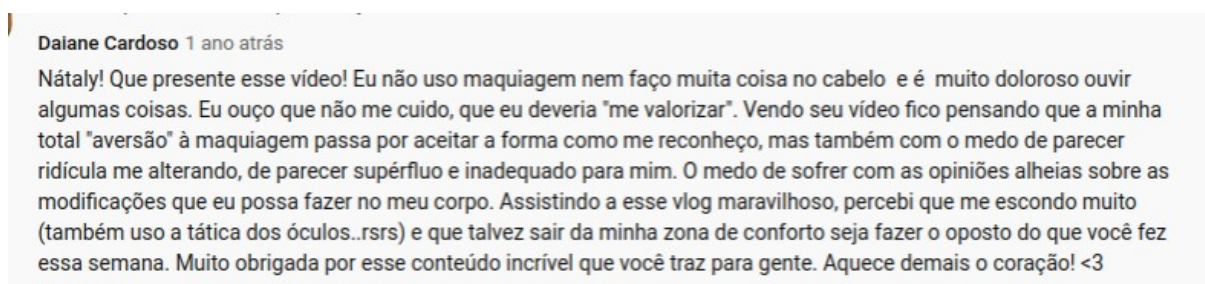 Daiane Cardoso 1 ano atrás
Nátaly! Que presente esse vídeo! Eu não uso maquiagem nem faço muita coisa no cabelo e é muito doloroso ouvir
algumas coisas. Eu ouço que não me cuido, que eu deveria "me valorizar". Vendo seu vídeo fico pensando que a minha
total "aversão" à maquiagem passa por aceitar a forma como me reconheço, mas também com o medo de parecer
ridícula me alterando, de parecer supérfluo e inadequado para mim. O medo de sofrer com as opiniões alheias sobre as
modificações que eu possa fazer no meu corpo. Assistindo a esse vlog maravilhoso, percebi que me escondo muito
(também uso a tática dos óculos..rsrs) e que talvez sair da minha zona de conforto seja fazer o oposto do que você fez
essa semana. Muito obrigada por esse conteúdo incrível que você traz para gente. Aquece demais o coração! <3